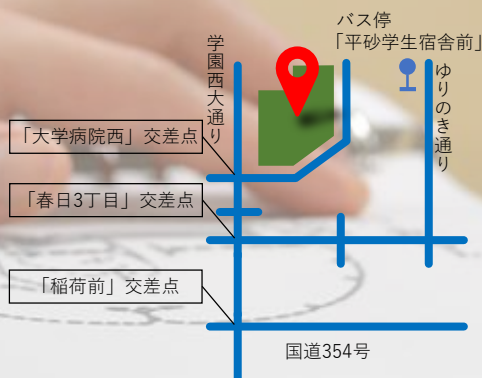 バス停
「平砂学生宿舎前」
学園西大通り
ゆりのき通り
「大学病院西」交差点
「春日3丁目」交差点
「稲荷前」交差点
国道354号